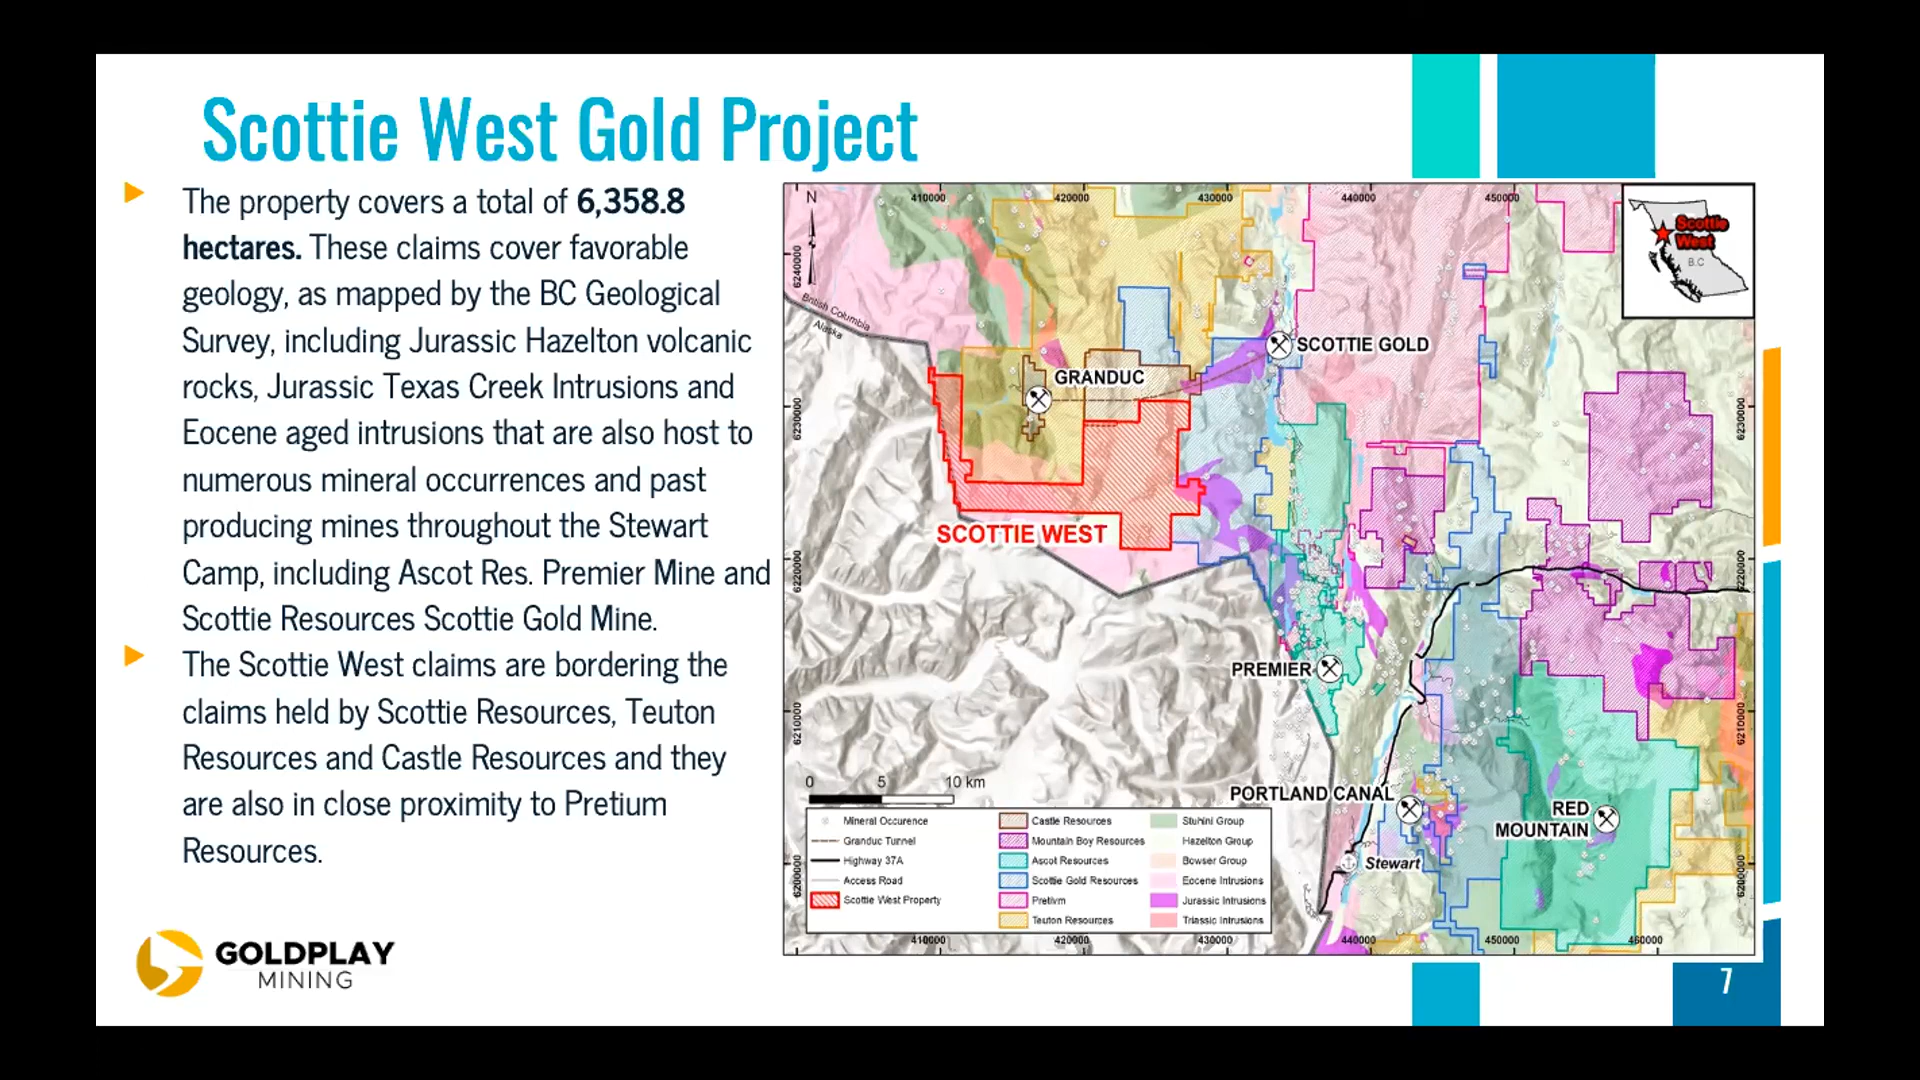 Scottie West Gold Project
The property covers a total of 6,358.8
hectares. These claims cover favorable
geology, as mapped by the BC Geological
Survey, including Jurassic Hazelton volcanic
rocks, Jurassic Texas Creek Intrusions and
Eocene aged intrusions that are also host to
numerous mineral occurrences and past
producing mines throughout the Stewart
Camp, including Ascot Res. Premier Mine and
Scottie Resources Scottie Gold Mine.
The Scottie West claims are bordering the
claims held by Scottie Resources, Teuton
Resources and Castle Resources and they
are also in close proximity to Pretium
Resources.
GOLDPLAY
MINING
N
410000
420000
430000
440000
450000
Scottie
West
B.C
6240000
British Columbia
Alaska
SCOTTIE GOLD
GRANDUC
6230000
6230000
SCOTTIE WEST
6220000
6220000
PREMIER
6210000
6210000
0 5 10 km
PORTLAND CANAL
RED
MOUNTAIN
Stewart
6200000
6200000
Mineral Occurence
Granduc Tunnel
Highway 37A
Access Road
Scottie West Property
Castle Resources
Mountain Boy Resources
Ascot Resources
Scottie Gold Resources
Pretivm
Teuton Resources
Stuhini Group
Hazelton Group
Bowser Group
Eocene Intrusions
Jurassic Intrusions
Triassic Intrusions
410000
420000
430000
440000
450000
460000
7